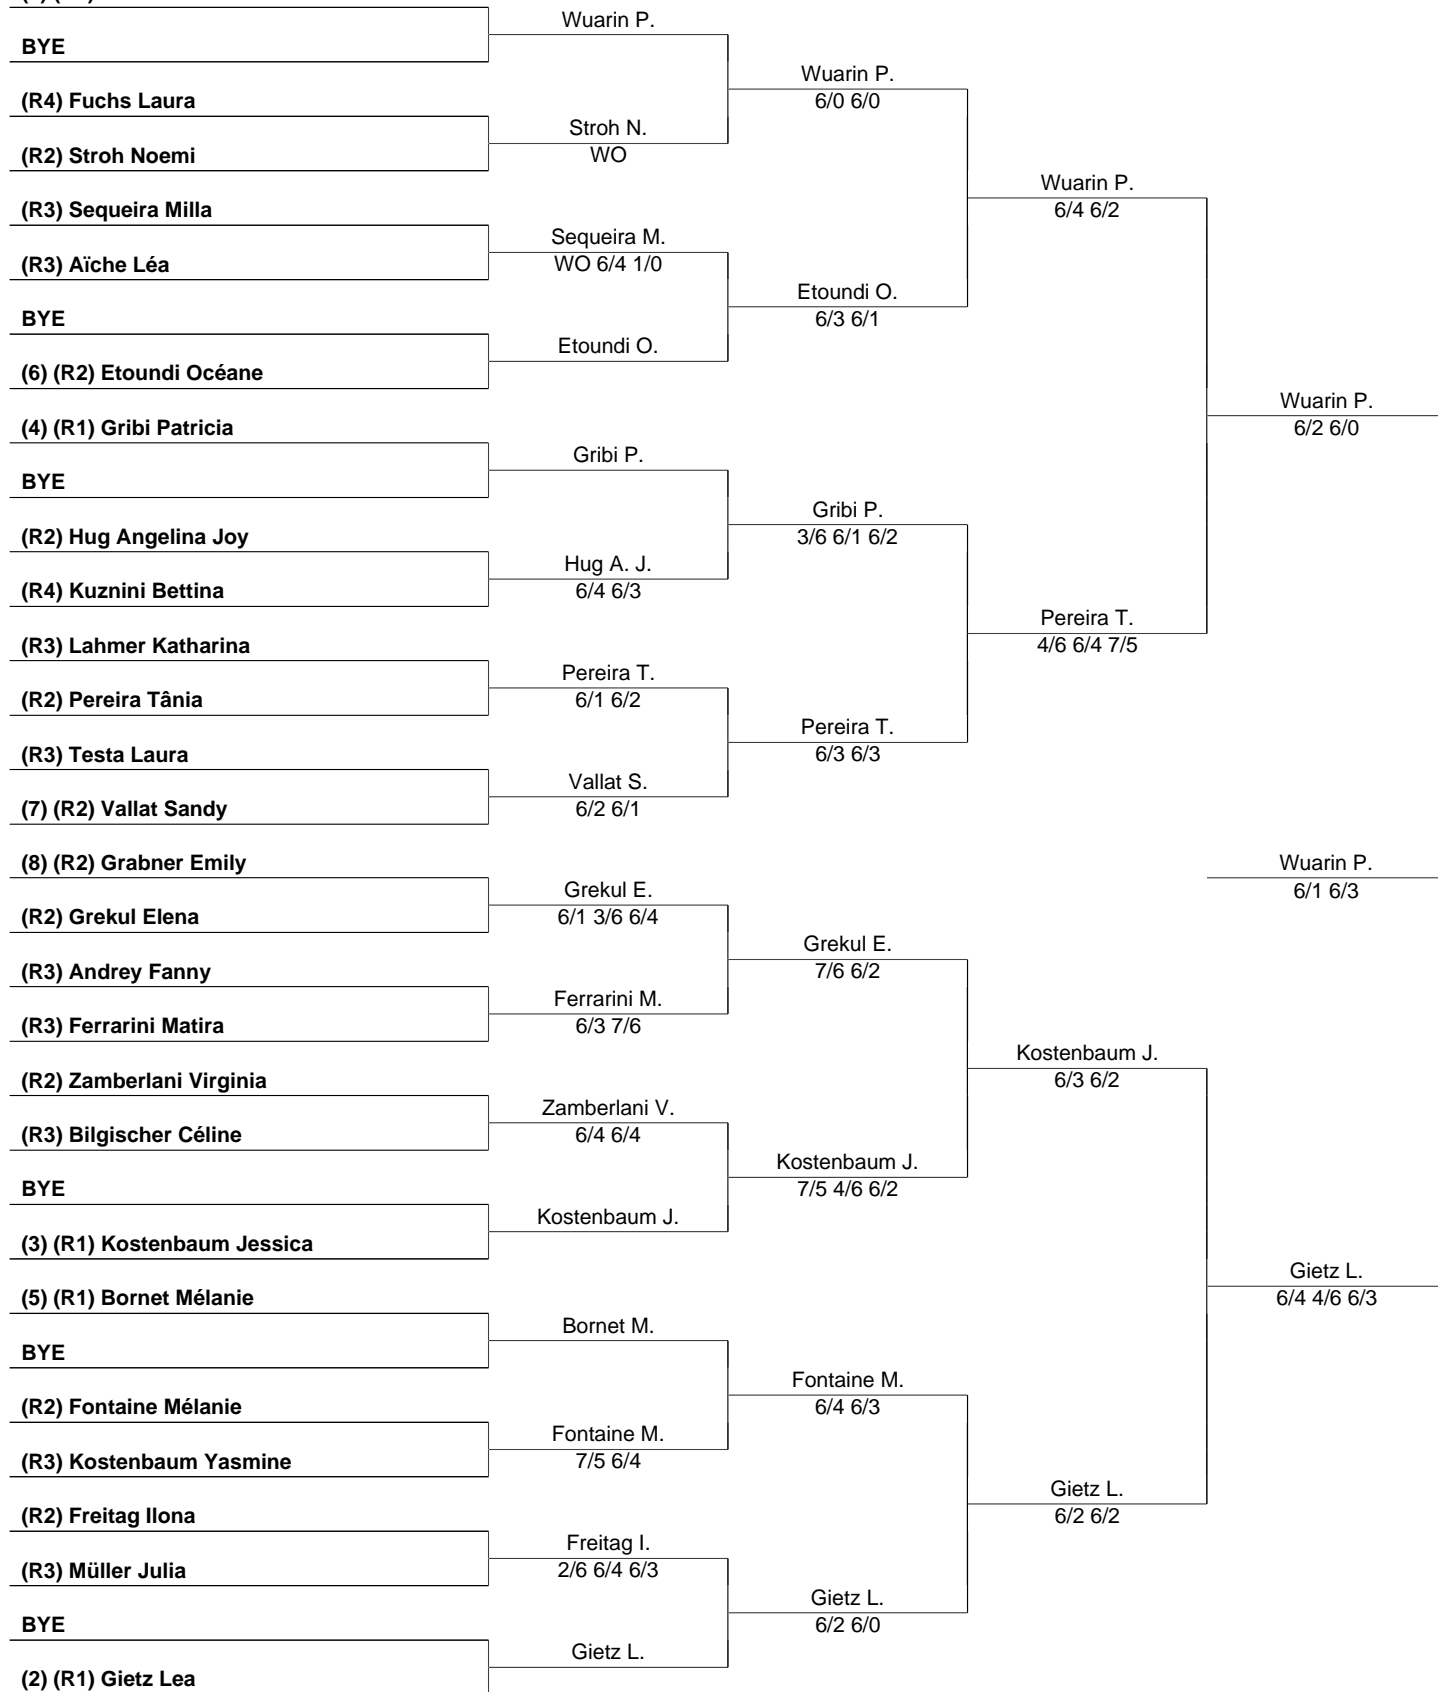 BYE
(R4) Fuchs Laura
(R2) Stroh Noemi
(R3) Sequeira Milla
(R3) Aïche Léa
BYE
(6) (R2) Etoundi Océane
(4) (R1) Gribi Patricia
BYE
(R2) Hug Angelina Joy
(R4) Kuznini Bettina
(R3) Lahmer Katharina
(R2) Pereira Tânia
(R3) Testa Laura
(7) (R2) Vallat Sandy
(8) (R2) Grabner Emily
(R2) Grekul Elena
(R3) Andrey Fanny
(R3) Ferrarini Matira
(R2) Zamberlani Virginia
(R3) Bilgischer Céline
BYE
(3) (R1) Kostenbaum Jessica
(5) (R1) Bornet Mélanie
BYE
(R2) Fontaine Mélanie
(R3) Kostenbaum Yasmine
(R2) Freitag Ilona
(R3) Müller Julia
BYE
(2) (R1) Gietz Lea
Wuarin P.
Stroh N.
WO
Sequeira M.
WO 6/4 1/0
Etoundi O.
Gribi P.
Hug A. J.
6/4 6/3
Pereira T.
6/1 6/2
Vallat S.
6/2 6/1
Grekul E.
6/1 3/6 6/4
Ferrarini M.
6/3 7/6
Zamberlani V.
6/4 6/4
Kostenbaum J.
Bornet M.
Fontaine M.
7/5 6/4
Freitag I.
2/6 6/4 6/3
Gietz L.
Wuarin P.
6/0 6/0
Etoundi O.
6/3 6/1
Gribi P.
3/6 6/1 6/2
Pereira T.
6/3 6/3
Grekul E.
7/6 6/2
Kostenbaum J.
7/5 4/6 6/2
Fontaine M.
6/4 6/3
Gietz L.
6/2 6/0
Wuarin P.
6/4 6/2
Pereira T.
4/6 6/4 7/5
Kostenbaum J.
6/3 6/2
Gietz L.
6/2 6/2
Wuarin P.
6/2 6/0
Wuarin P.
6/1 6/3
Gietz L.
6/4 4/6 6/3